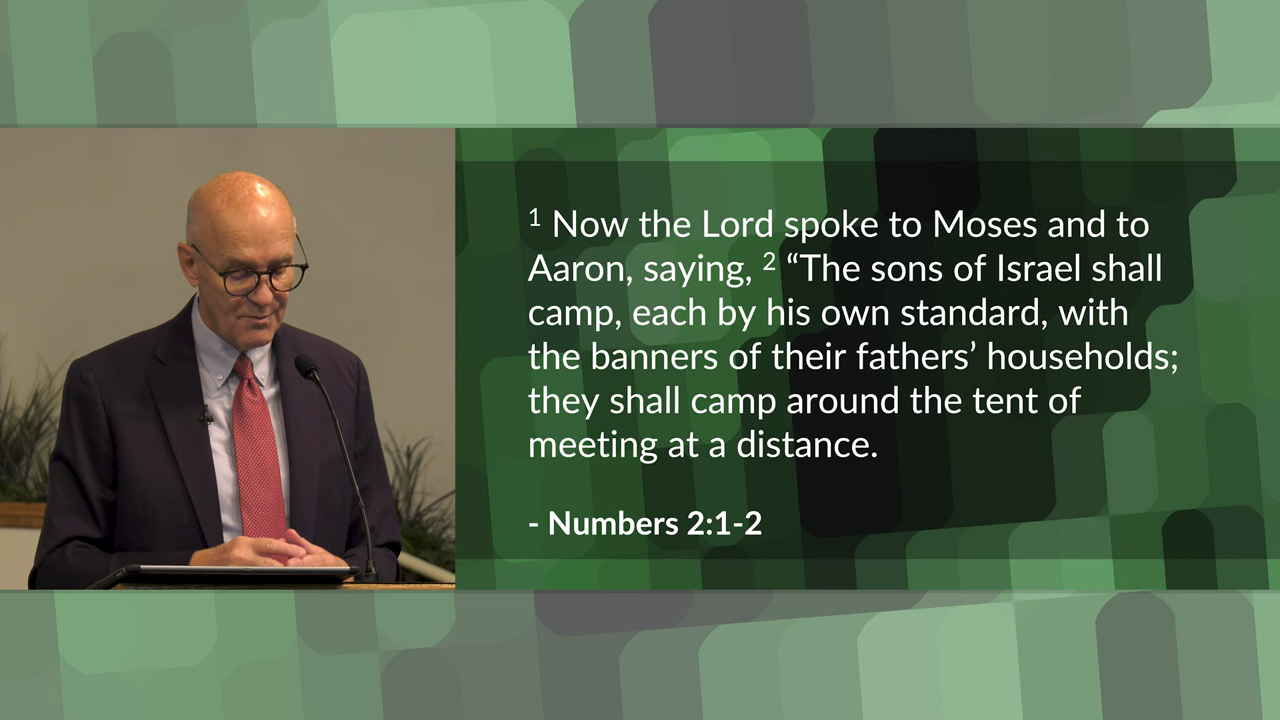 1 Now the Lord spoke to Moses and to
Aaron, saying, 2 “The sons of Israel shall
camp, each by his own standard, with
the banners of their fathers’ households;
they shall camp around the tent of
meeting at a distance.
- Numbers 2:1-2